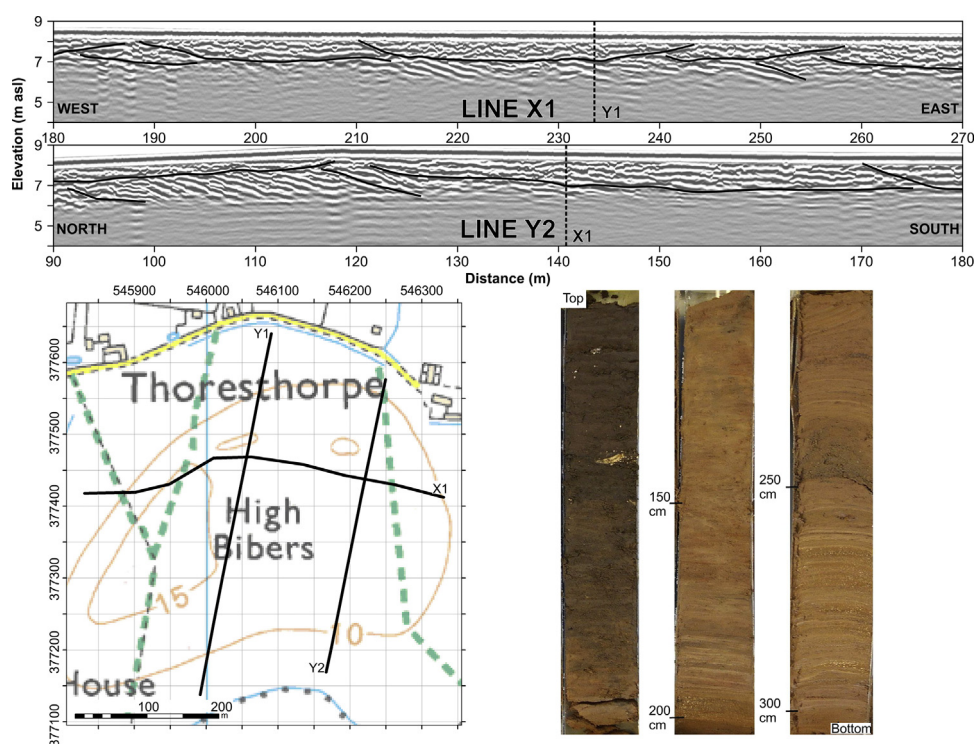 9
7
5
Elevation (m asl)
WEST
LINE X1
Y1
EAST
180 190 200 210 220 230 240 250 260 270
9
7
5
NORTH
LINE Y2
X1
SOUTH
90 100 110 120 130 140 150 160 170 180
Distance (m)
545900 546000 546100 546200 546300
377600
377500
377400
377300
377200
377100
Y1
Thoresthorpe
X1
High
Bibers
15
10
Y2
House
0 100 200
m
Top
150
cm
200
cm
250
cm
300
cm
Bottom